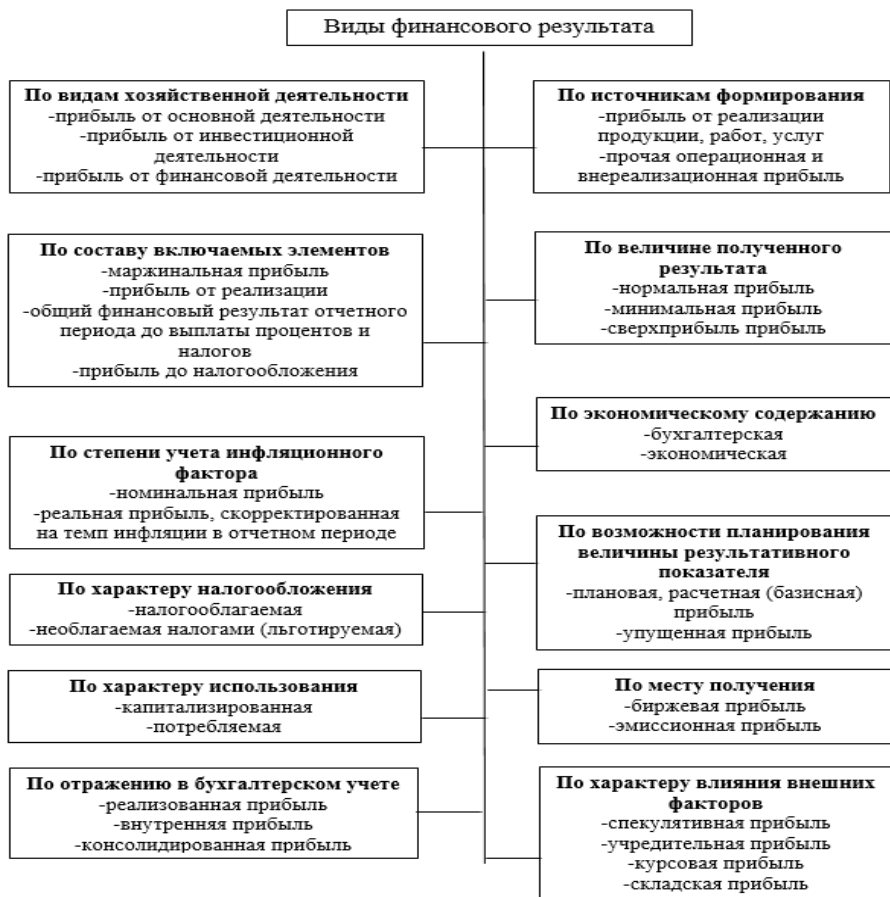 Виды финансового результата
По видам хозяйственной деятельности
-прибыль от основной деятельности
-прибыль от инвестиционной
деятельности
-прибыль от финансовой деятельности
По источникам формирования
-прибыль от реализации
продукции, работ, услуг
-прочая операционная и
внереализационная прибыль
По составу включаемых элементов
-маржинальная прибыль
-прибыль от реализации
-общий финансовый результат отчетного
периода до выплаты процентов и
налогов
-прибыль до налогообложения
По величине полученного
результата
-нормальная прибыль
-минимальная прибыль
-сверхприбыль прибыль
По экономическому содержанию
-бухгалтерская
-экономическая
По степени учета инфляционного
фактора
-номинальная прибыль
-реальная прибыль, скорректированная
на темп инфляции в отчетном периоде
По возможности планирования
величины результативного
показателя
-плановая, расчетная (базисная)
прибыль
-упущенная прибыль
По характеру налогообложения
-налогооблагаемая
-необлагаемая налогами (льготируемая)
По характеру использования
-капитализированная
-потребляемая
По месту получения
-биржевая прибыль
-эмиссионная прибыль
По отражению в бухгалтерском учете
-реализованная прибыль
-внутренняя прибыль
-консолидированная прибыль
По характеру влияния внешних
факторов
-спекулятивная прибыль
-учредительная прибыль
-курсовая прибыль
-складская прибыль